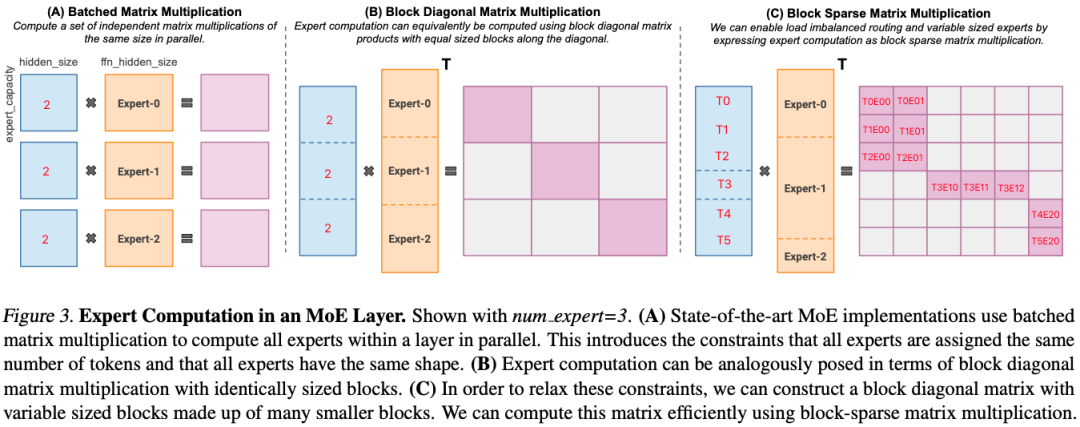 (A) Batched Matrix Multiplication
Compute a set of independent matrix multiplications of
the same size in parallel.
hidden_size
ffn_hidden_size
expert_capacity
2
Expert-0
2
Expert-1
2
Expert-2
(B) Block Diagonal Matrix Multiplication
Expert computation can equivalently be computed using block diagonal matrix
products with equal sized blocks along the diagonal.
T
2
Expert-0
2
Expert-1
2
Expert-2
(C) Block Sparse Matrix Multiplication
We can enable load imbalanced routing and variable sized experts by
expressing expert computation as block sparse matrix multiplication.
T
T0
T1
T2
T3
T4
T5
Expert-0
Expert-1
Expert-2
T0E00 T0E01
T1E00 T1E01
T2E00 T2E01
T3E10 T3E11 T3E12
T4E20
T5E20
Figure 3. Expert Computation in an MoE Layer. Shown with num_expert=3. (A) State-of-the-art MoE implementations use batched
matrix multiplication to compute all experts within a layer in parallel. This introduces the constraints that all experts are assigned the same
number of tokens and that all experts have the same shape. (B) Expert computation can be analogously posed in terms of block diagonal
matrix multiplication with identically sized blocks. (C) In order to relax these constraints, we can construct a block diagonal matrix with
variable sized blocks made up of many smaller blocks. We can compute this matrix efficiently using block-sparse matrix multiplication.